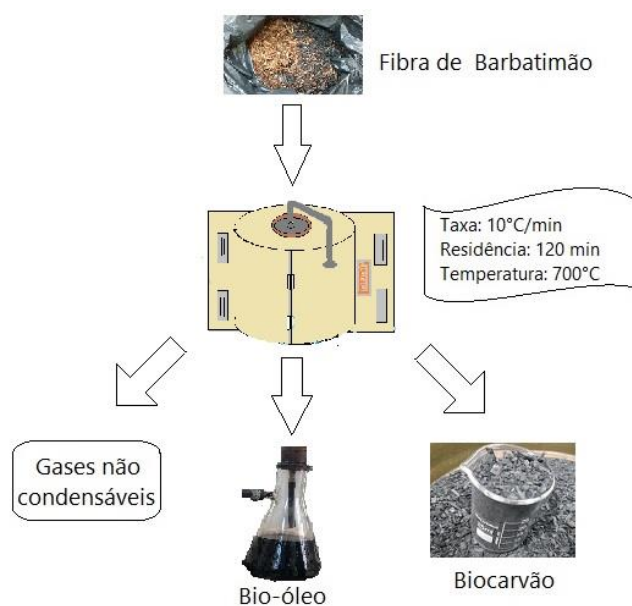 Fibra de Barbatimão
Taxa: 10°C/min
Residência: 120 min
Temperatura: 700°C
Gases não
condensáveis
Bio-óleo
Biocarvão